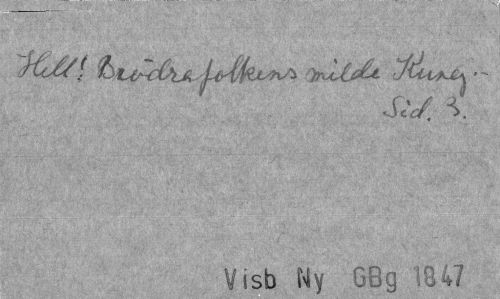 Hell! Brödrafolkens milde Kung.-
Sid. 3.
Visb Ny GBg 1847